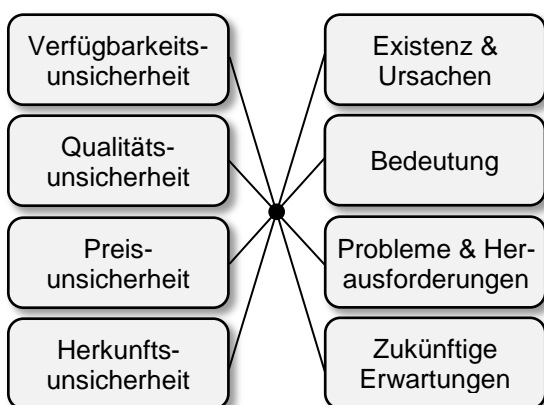 Verfügbarkeits-
unsicherheit
Qualitäts-
unsicherheit
Preis-
unsicherheit
Herkunfts-
unsicherheit
Existenz &
Ursachen
Bedeutung
Probleme & Her-
ausforderungen
Zukünftige
Erwartungen